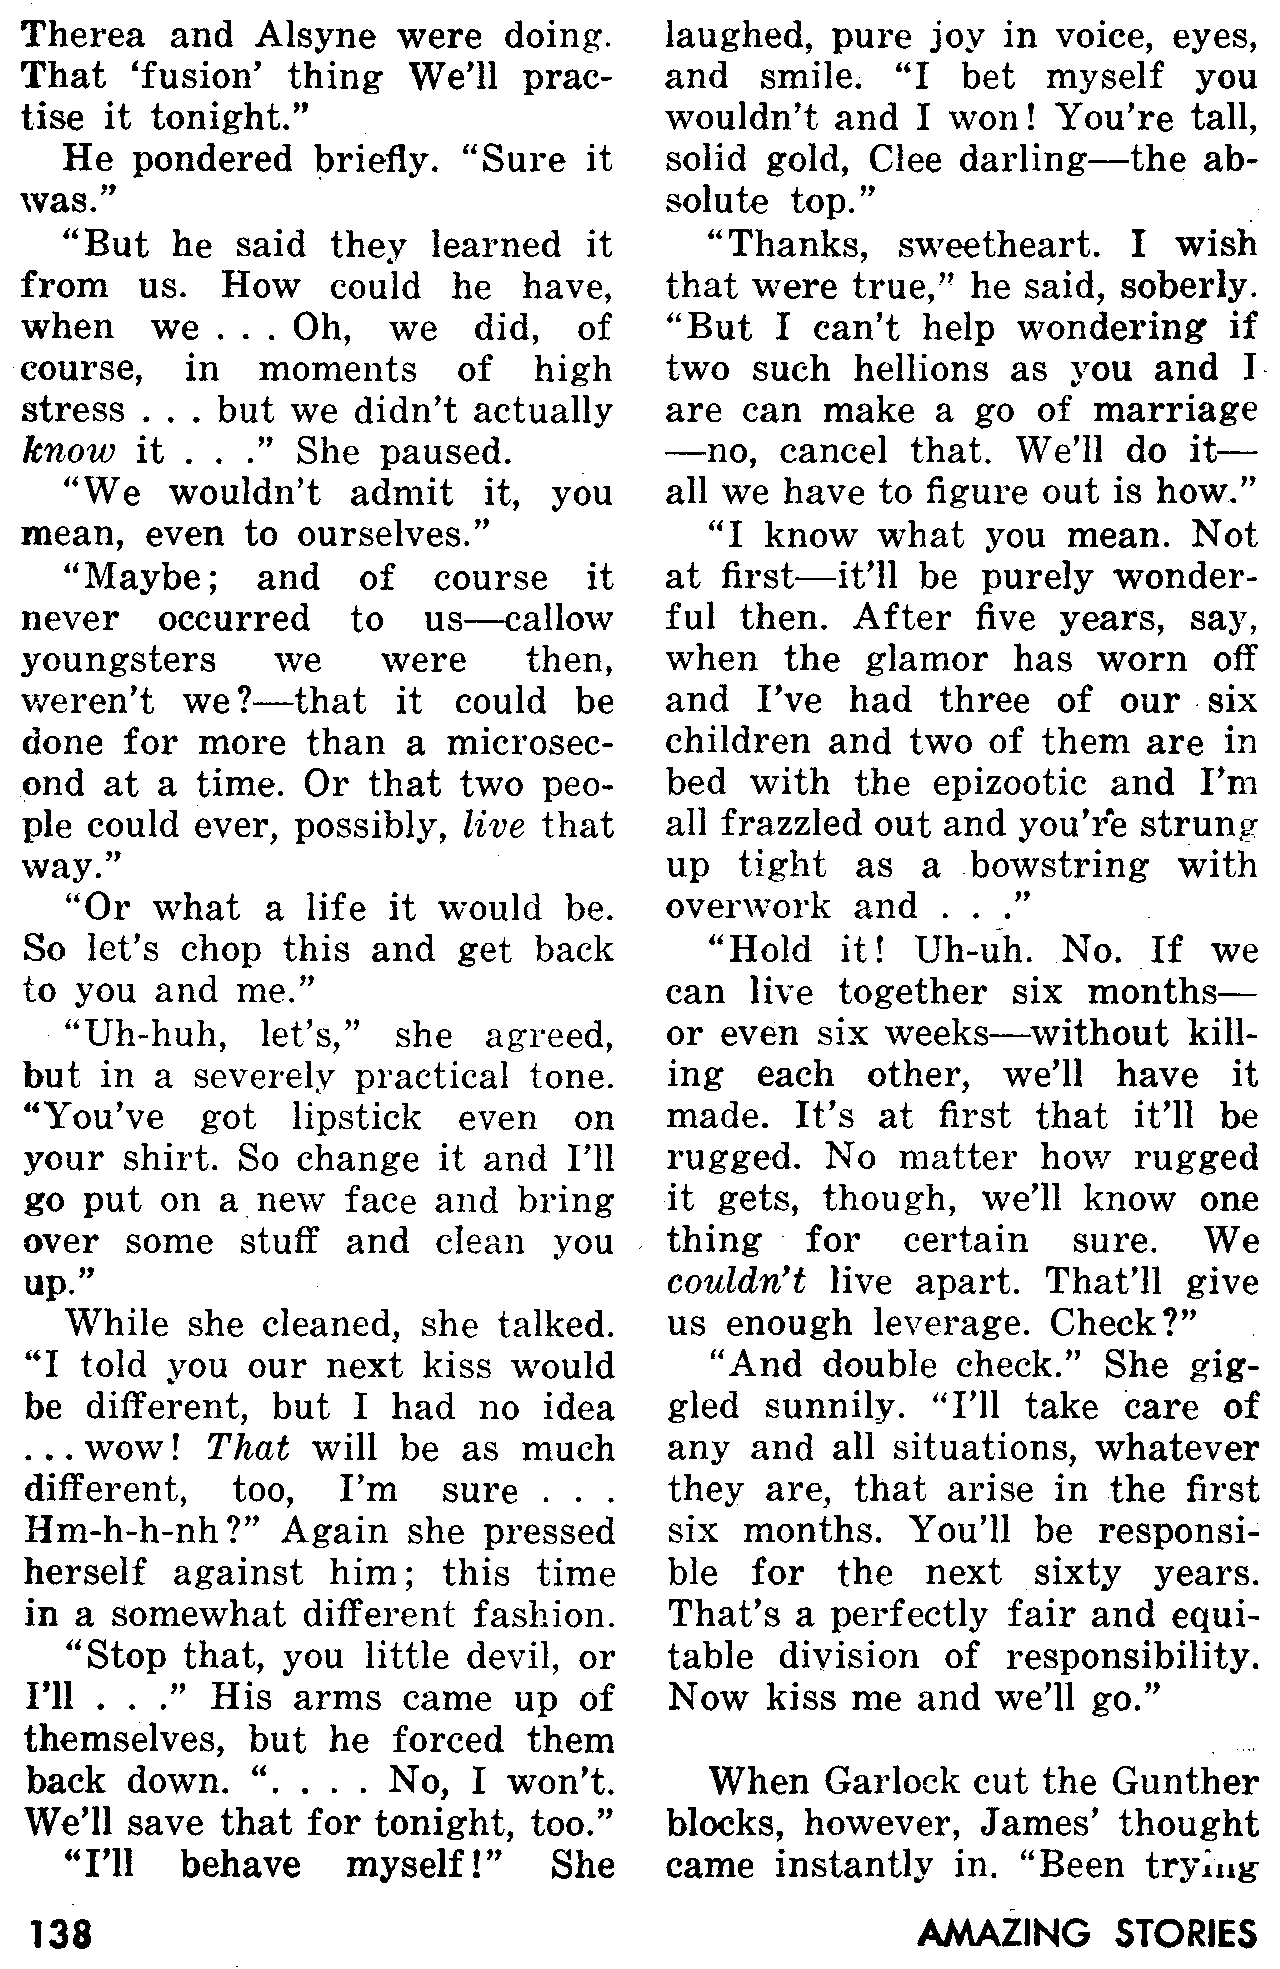 Therea and Alsyne were doing.
That ‘fusion’ thing We’ll prac-
tise it tonight.”
He pondered briefly. “Sure it
was.”
“But he said they learned it
from us. How could he have,
when we . . . Oh, we did, of
course, in moments of high
stress . . . but we didn’t actually
know it . . .” She paused.
“We wouldn’t admit it, you
mean, even to ourselves.”
“Maybe; and of course it
never occurred to us—callow
youngsters we were then,
weren’t we?—that it could be
done for more than a microsec-
ond at a time. Or that two peo-
ple could ever, possibly, live that
way.”
“Or what a life it would be.
So let’s chop this and get back
to you and me.”
“Uh-huh, let’s,” she agreed,
but in a severely practical tone.
“You’ve got lipstick even on
your shirt. So change it and I’ll
go put on a new face and bring
over some stuff and clean you
up.”
While she cleaned, she talked.
“I told you our next kiss would
be different, but I had no idea
. . . wow! That will be as much
different, too, I’m sure . . .
Hm-h-h-nh?” Again she pressed
herself against him; this time
in a somewhat different fashion.
“Stop that, you little devil, or
I’ll . . .” His arms came up of
themselves, but he forced them
back down. “. . . . No, I won’t.
We’ll save that for tonight, too.”
“I’ll behave myself!” She
laughed, pure joy in voice, eyes,
and smile. “I bet myself you
wouldn’t and I won! You’re tall,
solid gold, Clee darling—the ab-
solute top.”
“Thanks, sweetheart. I wish
that were true,” he said, soberly.
“But I can’t help wondering if
two such hellions as you and I
are can make a go of marriage
—no, cancel that. We’ll do it—
all we have to figure out is how.”
“I know what you mean. Not
at first—it’ll be purely wonder-
ful then. After five years, say,
when the glamor has worn off
and I’ve had three of our six
children and two of them are in
bed with the epizootic and I’m
all frazzled out and you’re strung
up tight as a bowstring with
overwork and . . .”
“Hold it! Uh-uh. No. If we
can live together six months—
or even six weeks—without kill-
ing each other, we’ll have it
made. It’s at first that it’ll be
rugged. No matter how rugged
it gets, though, we’ll know one
thing for certain sure. We
couldn’t live apart. That’ll give
us enough leverage. Check?”
“And double check.” She gig-
gled sunnily. “I’ll take care of
any and all situations, whatever
they are, that arise in the first
six months. You’ll be responsi-
ble for the next sixty years.
That’s a perfectly fair and equi-
table division of responsibility.
Now kiss me and we’ll go.”
When Garlock cut the Gunther
blocks, however, James’ thought
came instantly in. “Been trying
138
AMAZING STORIES